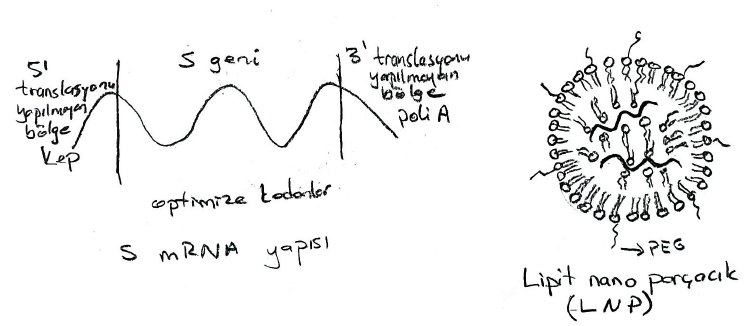 5'
translasyonu
yapılmayan
bölge
kep
S geni
3' translasyonu
yapılmayan
bölge
poli A
optimize kodonlar
S mRNA yapısı
→ PEG
Lipit nano parçacık
(LNP)